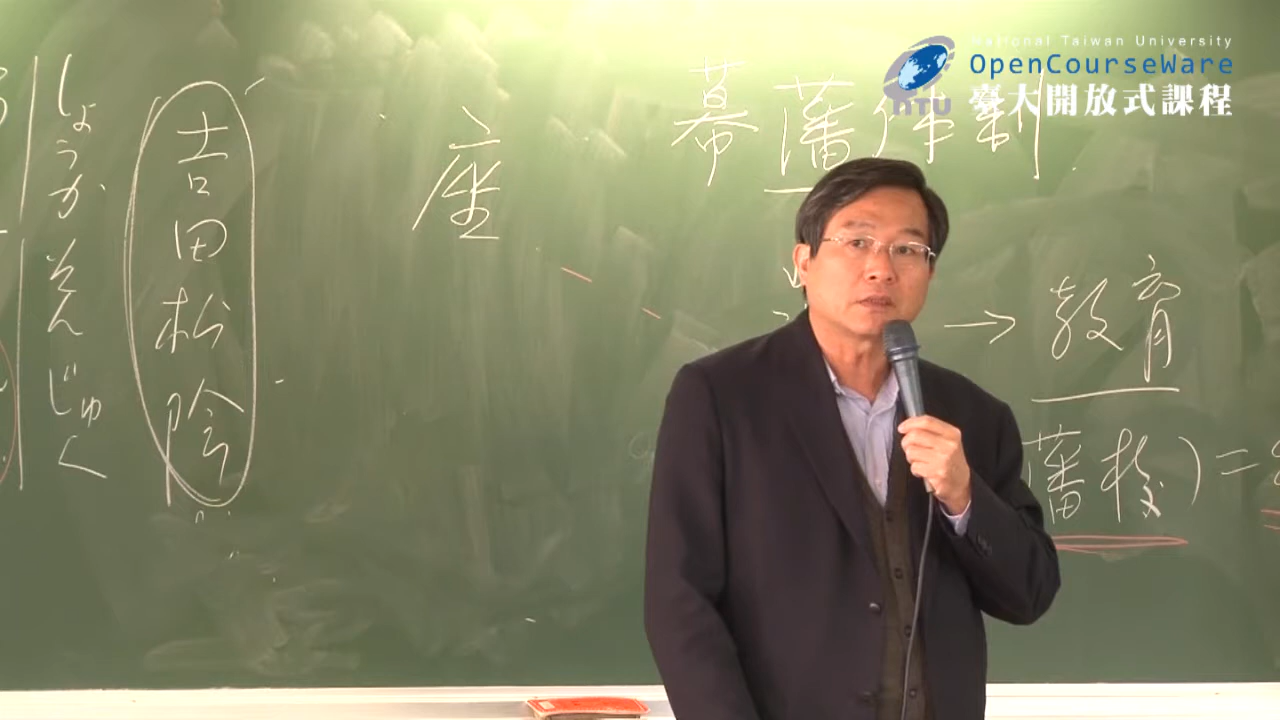 National Taiwan University
OpenCourseWare
NTU
臺大開放式課程
幕藩体制
座
吉田松陰
しょうかそんじゅく
→教育
藩校)=